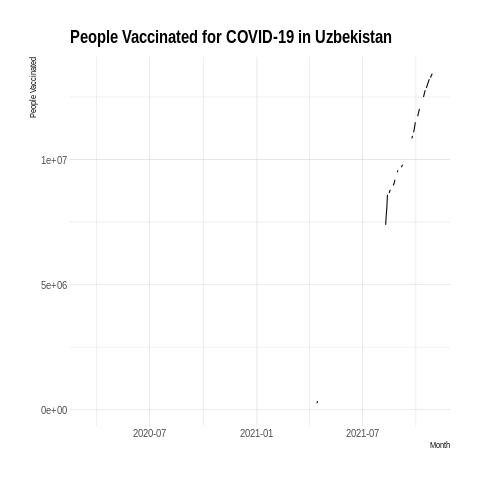 People Vaccinated for COVID-19 in Uzbekistan
People Vaccinated
1e+07
5e+06
0e+00
2020-07
2021-01
2021-07
Month